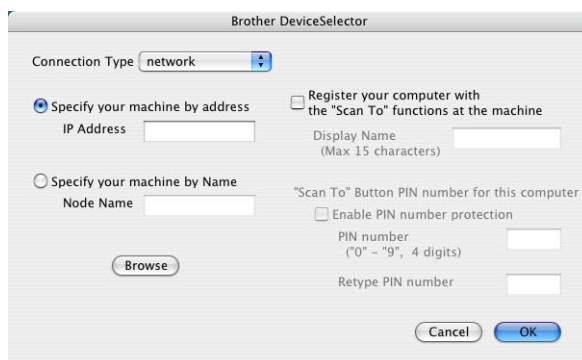 Brother DeviceSelector
Connection Type network
Specify your machine by address
IP Address
Specify your machine by Name
Node Name
Browse
Register your computer with
the "Scan To" functions at the machine
Display Name
(Max 15 characters)
"Scan To" Button PIN number for this computer
Enable PIN number protection
PIN number
("0" – "9", 4 digits)
Retype PIN number
Cancel OK